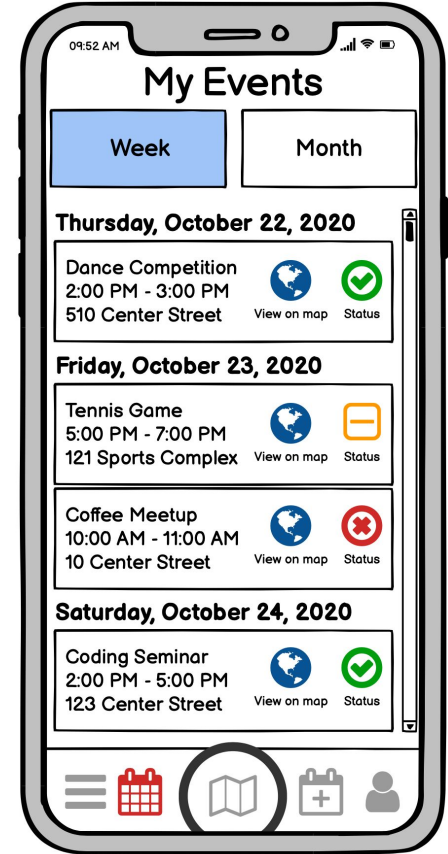 09:52 AM
My Events
Week
Month
Thursday, October 22, 2020
Dance Competition
2:00 PM - 3:00 PM
510 Center Street
View on map
Status
Friday, October 23, 2020
Tennis Game
5:00 PM - 7:00 PM
121 Sports Complex
View on map
Status
Coffee Meetup
10:00 AM - 11:00 AM
10 Center Street
View on map
Status
Saturday, October 24, 2020
Coding Seminar
2:00 PM - 5:00 PM
123 Center Street
View on map
Status